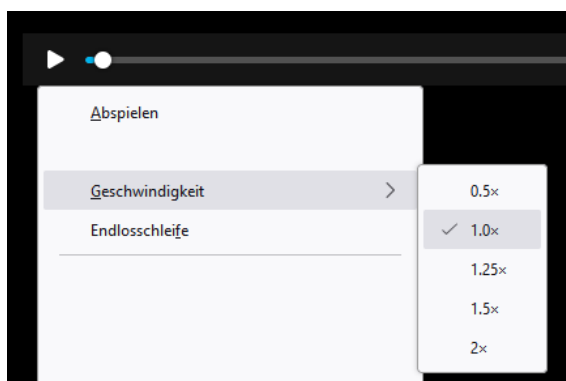 Abspielen
Geschwindigkeit
Endlosschleife
0.5×
1.0×
1.25×
1.5×
2×